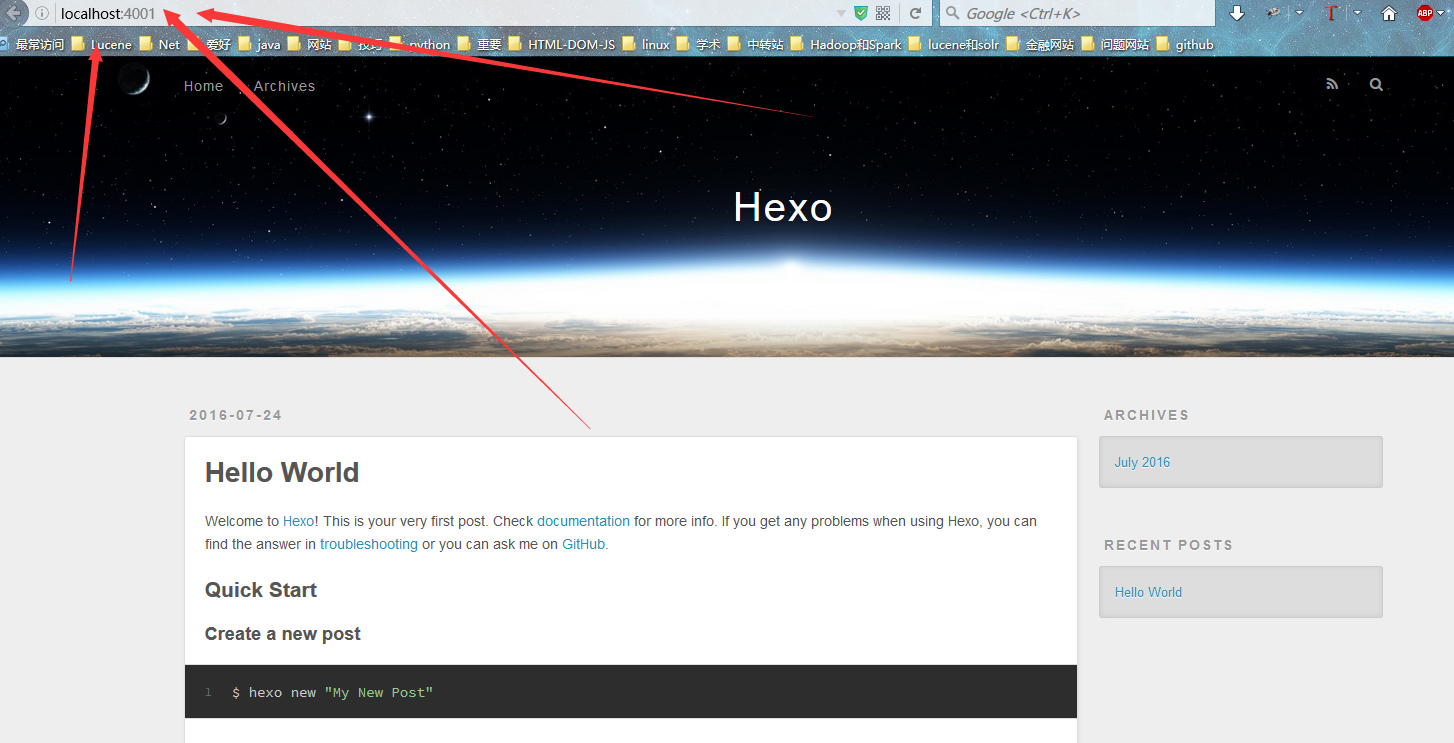 localhost:4001
Google <Ctrl+K>
ABP
最常访问 Lucene Net 爱好 java 网站 技巧 python 重要 HTML-DOM-JS linux 学术 中转站 Hadoop和Spark lucene和solr 金融网站 问题网站 github
Home Archives
Hexo
2016-07-24
Hello World
Welcome to Hexo! This is your very first post. Check documentation for more info. If you get any problems when using Hexo, you can
find the answer in troubleshooting or you can ask me on GitHub.
Quick Start
Create a new post
1 $ hexo new "My New Post"
ARCHIVES
July 2016
RECENT POSTS
Hello World